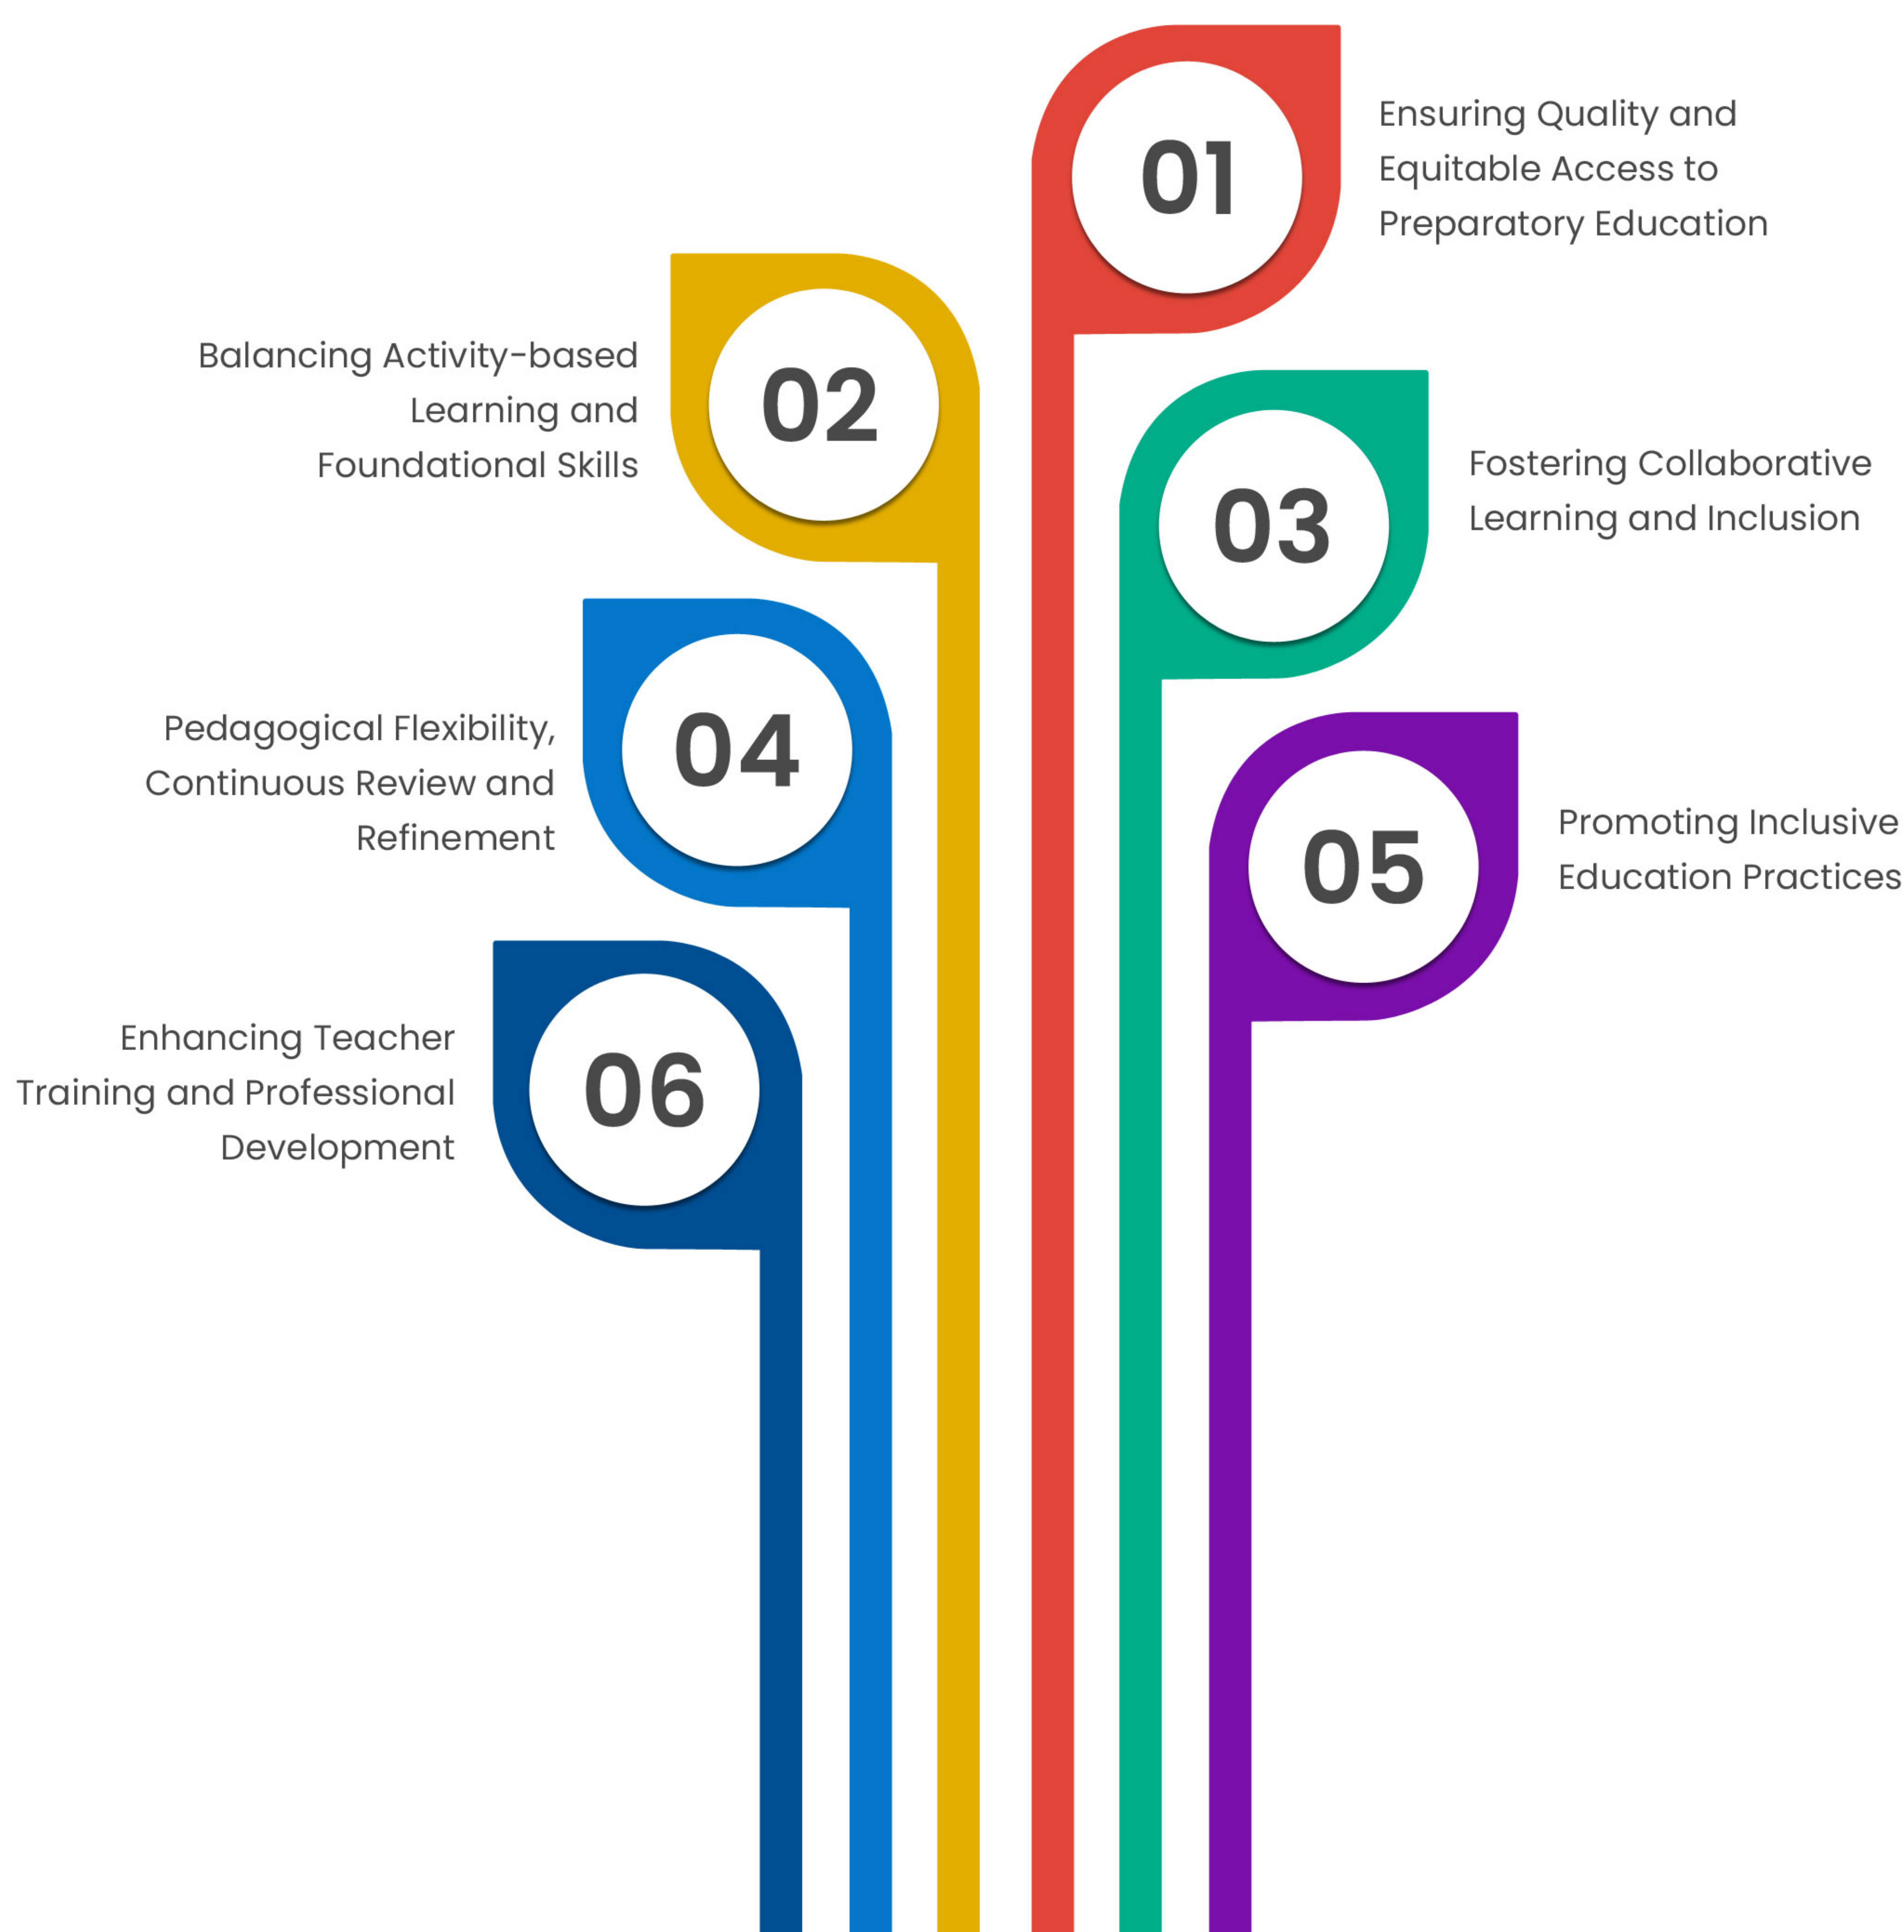 01
Ensuring Quality and
Equitable Access to
Preparatory Education
02
Balancing Activity-based
Learning and
Foundational Skills
03
Fostering Collaborative
Learning and Inclusion
04
Pedagogical Flexibility,
Continuous Review and
Refinement
05
Promoting Inclusive
Education Practices
06
Enhancing Teacher
Training and Professional
Development